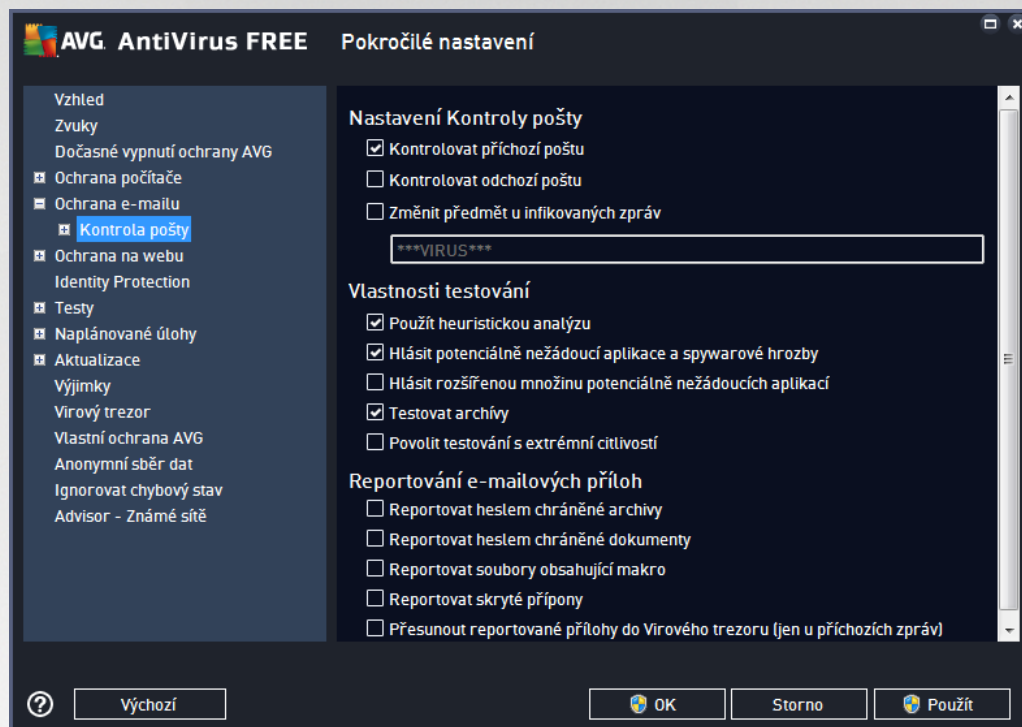 AVG. AntiVirus FREE Pokročilé nastavení
Vzhled
Zvuky
Dočasné vypnutí ochrany AVG
Ochrana počítače
Ochrana e-mailu
Kontrola pošty
Ochrana na webu
Identity Protection
Testy
Naplánované úlohy
Aktualizace
Výjimky
Virový trezor
Vlastní ochrana AVG
Anonymní sběr dat
Ignorovat chybový stav
Advisor - Známé sítě
Nastavení Kontroly pošty
Kontrolovat příchozí poštu
Kontrolovat odchozí poštu
Změnit předmět u infikovaných zpráv
***VIRUS***
Vlastnosti testování
Použít heuristickou analýzu
Hlásit potenciálně nežádoucí aplikace a spywarové hrozby
Hlásit rozšířenou množinu potenciálně nežádoucích aplikací
Testovat archívy
Povolit testování s extrémní citlivostí
Reportování e-mailových příloh
Reportovat heslem chráněné archivy
Reportovat heslem chráněné dokumenty
Reportovat soubory obsahující makro
Reportovat skryté přípony
Přesunout reportované přílohy do Virového trezoru (jen u příchozích zpráv)
Výchozí
OK
Storno
Použít